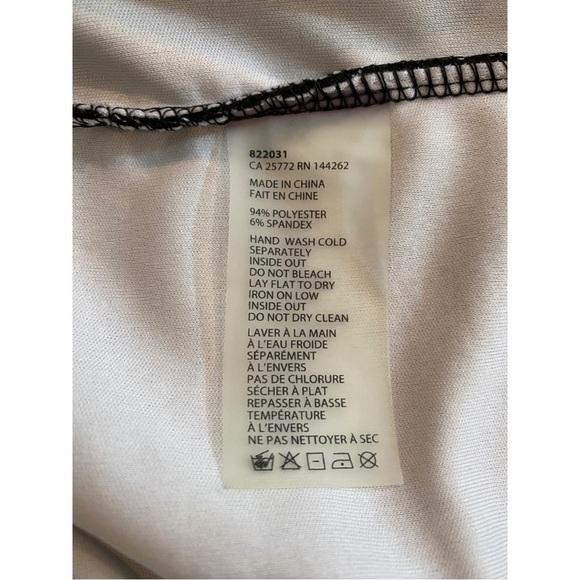 822031
CA 25772 RN 144262
MADE IN CHINA
FAIT EN CHINE
94% POLYESTER
6% SPANDEX
HAND WASH COLD
SEPARATELY
INSIDE OUT
DO NOT BLEACH
LAY FLAT TO DRY
IRON ON LOW
INSIDE OUT
DO NOT DRY CLEAN
LAVER À LA MAIN
À L'EAU FROIDE
SÉPARÉMENT
À L'ENVERS
PAS DE CHLORURE
SÉCHER À PLAT
REPASSER À BASSE
TEMPÉRATURE
À L'ENVERS
NE PAS NETTOYER À SEC